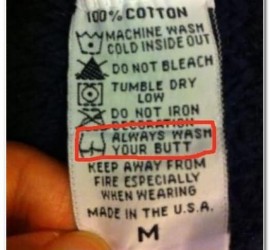 100% COTTON
MACHINE WASH
COLD INSIDE OUT
DO NOT BLEACH
TUMBLE DRY
LOW
DO NOT IRON
DECORATION
ALWAYS WASH
YOUR BUTT
KEEP AWAY FROM
FIRE ESPECIALLY
WHEN WEARING
MADE IN THE U.S.A.
M